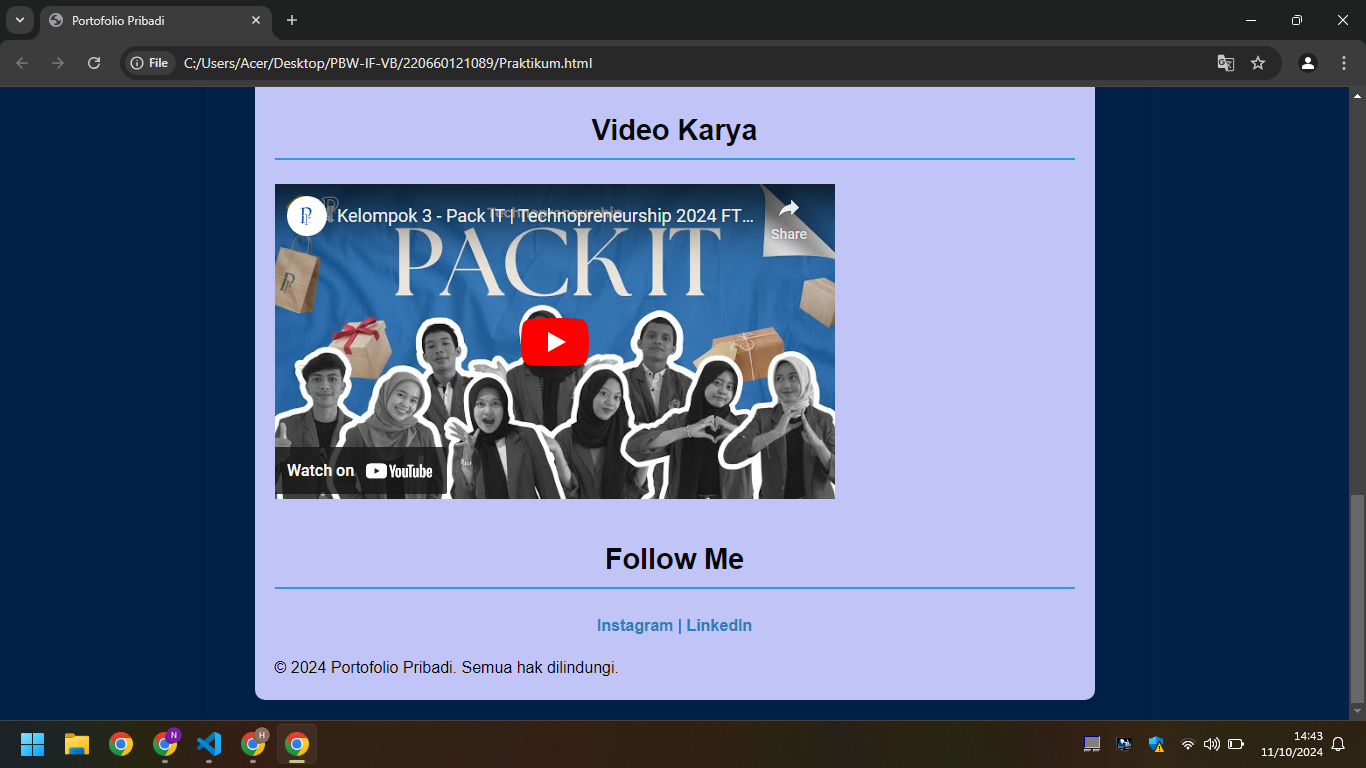 Portofolio Pribadi
File
C:/Users/Acer/Desktop/PBW-IF-VB/220660121089/Praktikum.html
Video Karya
Kelompok 3 - Pack IT | Technopreneurship 2024 FT...
Share
Technopreneurship
PACK IT
Watch on YouTube
Follow Me
Instagram | LinkedIn
© 2024 Portofolio Pribadi. Semua hak dilindungi.
N
H
14:43
11/10/2024